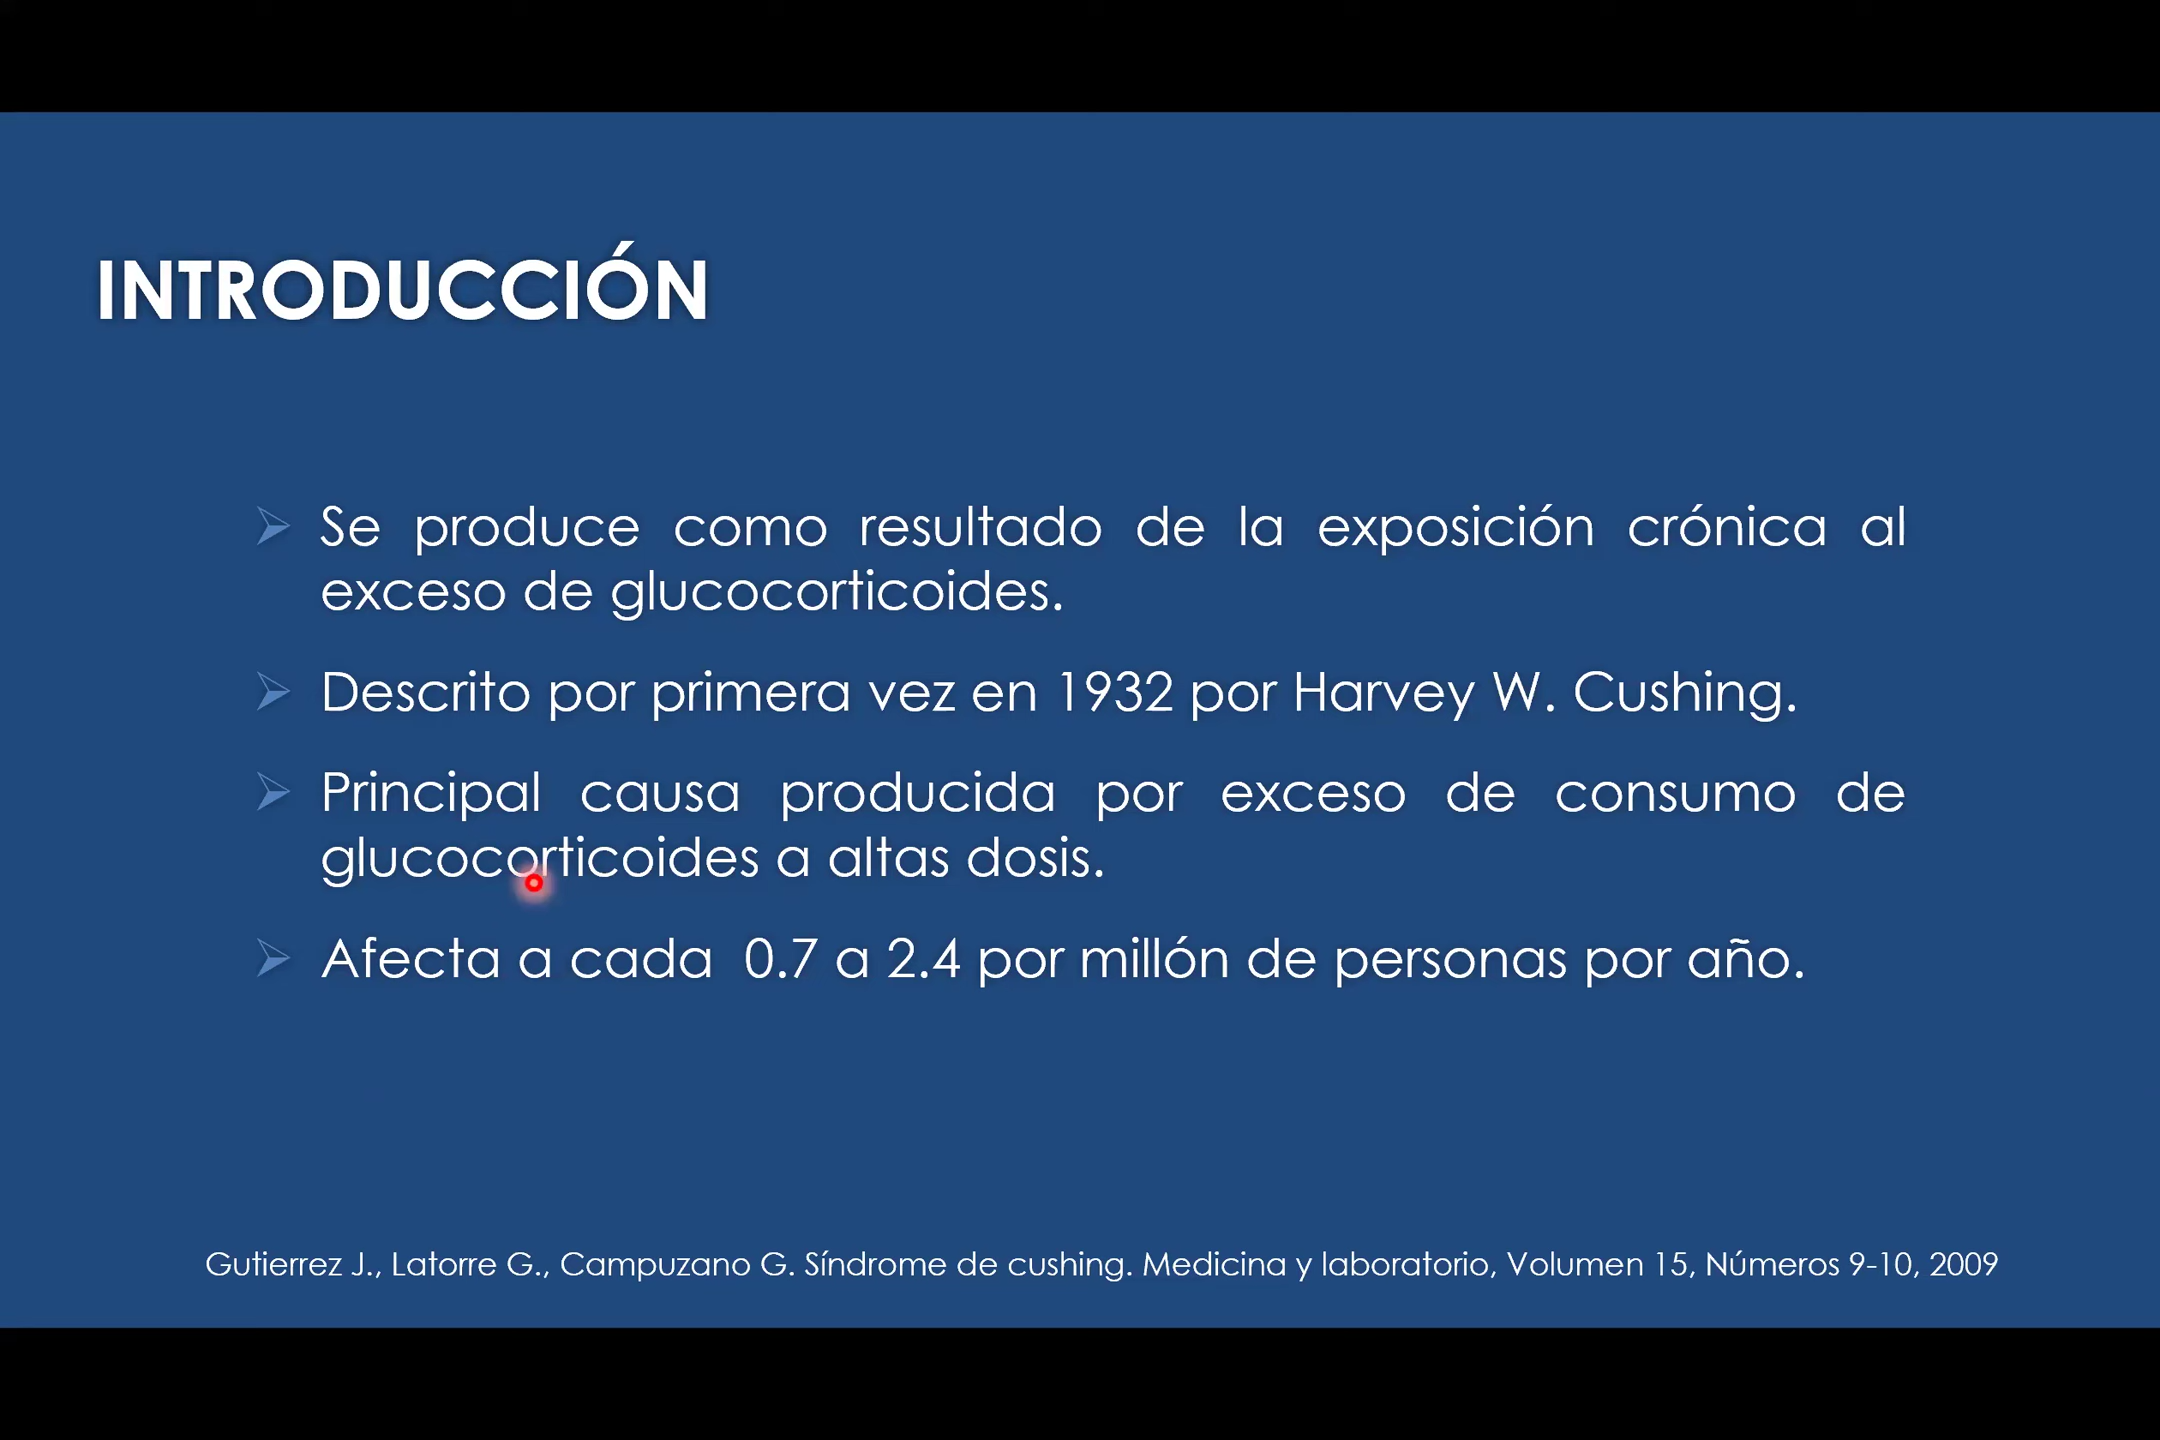 INTRODUCCIÓN
Se produce como resultado de la exposición crónica al
exceso de glucocorticoides.
Descrito por primera vez en 1932 por Harvey W. Cushing.
Principal causa producida por exceso de consumo de
glucocorticoides a altas dosis.
Afecta a cada 0.7 a 2.4 por millón de personas por año.
Gutierrez J., Latorre G., Campuzano G. Síndrome de cushing. Medicina y laboratorio, Volumen 15, Números 9-10, 2009